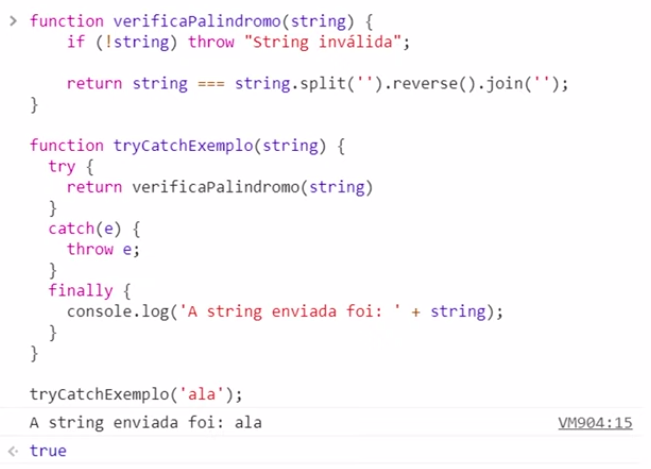 > function verificaPalindromo(string) {
      if (!string) throw "String inválida";

      return string === string.split('').reverse().join('');
  }

  function tryCatchExemplo(string) {
    try {
      return verificaPalindromo(string)
    }
    catch(e) {
      throw e;
    }
    finally {
      console.log('A string enviada foi: ' + string);
    }
  }

  tryCatchExemplo('ala');
  A string enviada foi: ala VM904:15
<· true